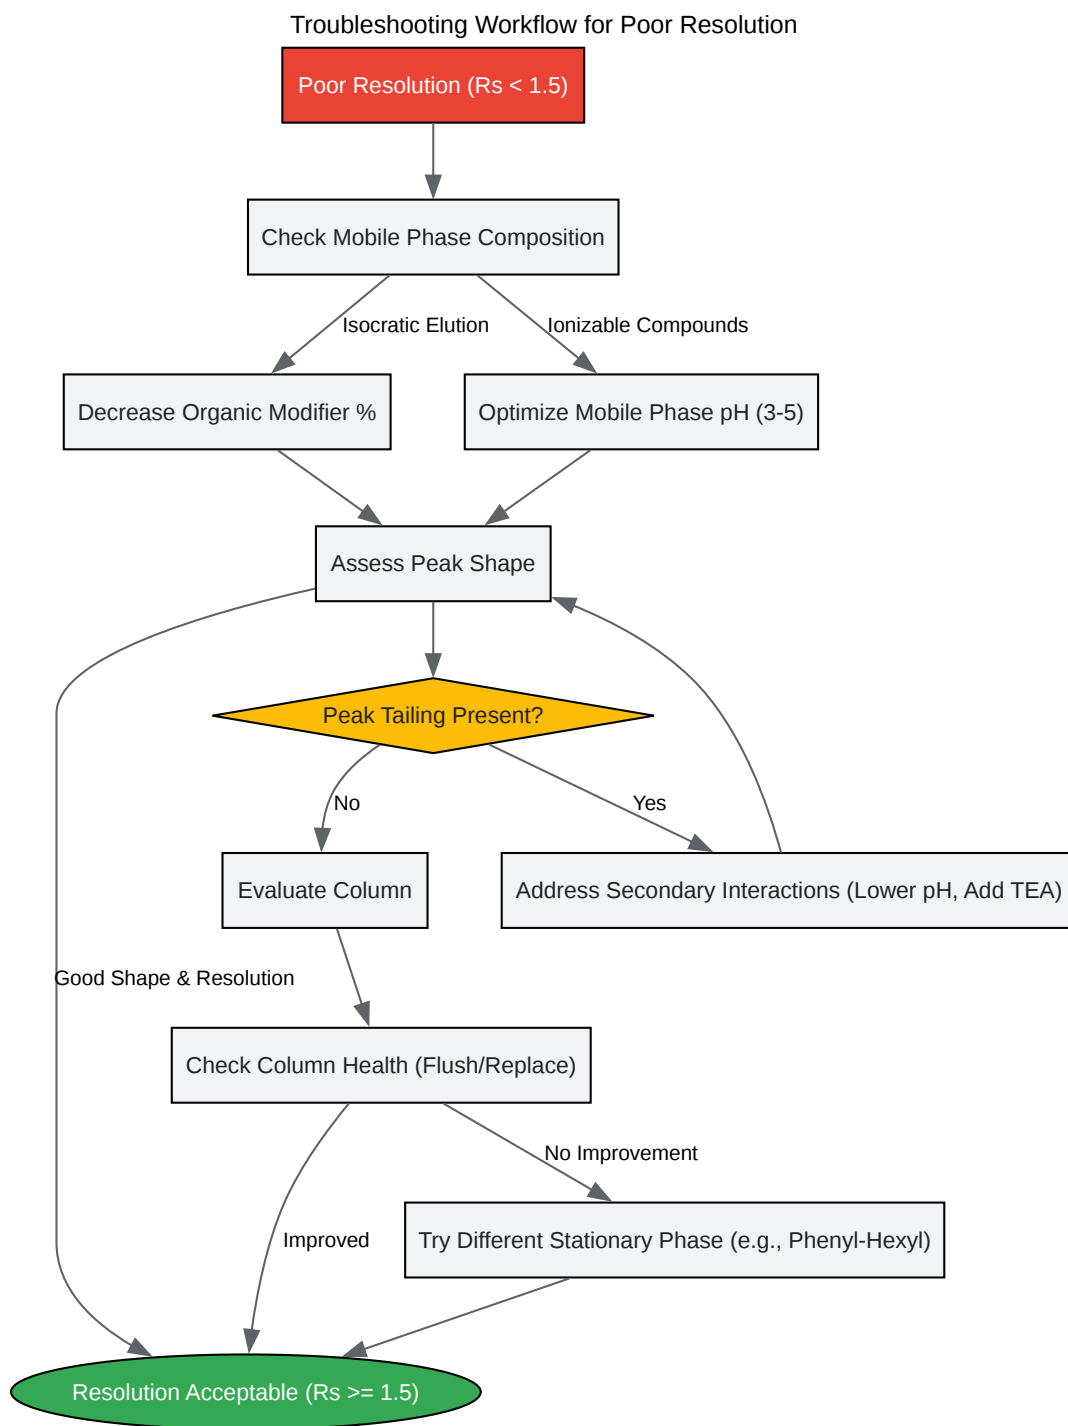 Troubleshooting Workflow for Poor Resolution
Poor Resolution (Rs < 1.5)
Check Mobile Phase Composition
Isocratic Elution
Ionizable Compounds
Decrease Organic Modifier %
Optimize Mobile Phase pH (3-5)
Assess Peak Shape
Peak Tailing Present?
No
Yes
Evaluate Column
Address Secondary Interactions (Lower pH, Add TEA)
Good Shape & Resolution
Check Column Health (Flush/Replace)
No Improvement
Improved
Try Different Stationary Phase (e.g., Phenyl-Hexyl)
Resolution Acceptable (Rs >= 1.5)